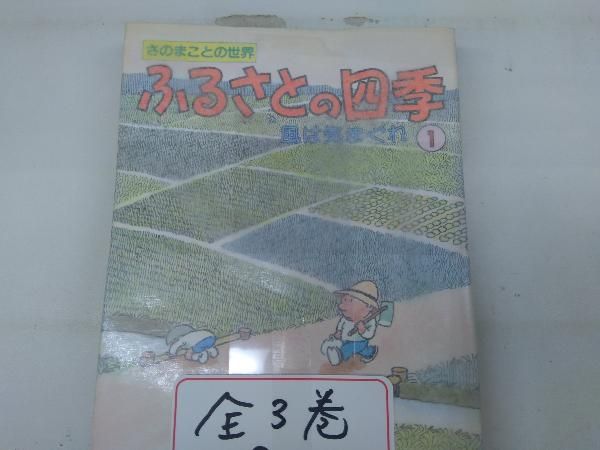 さのまことの世界
ふるさとの四季
風は気まぐれ 1
全3巻